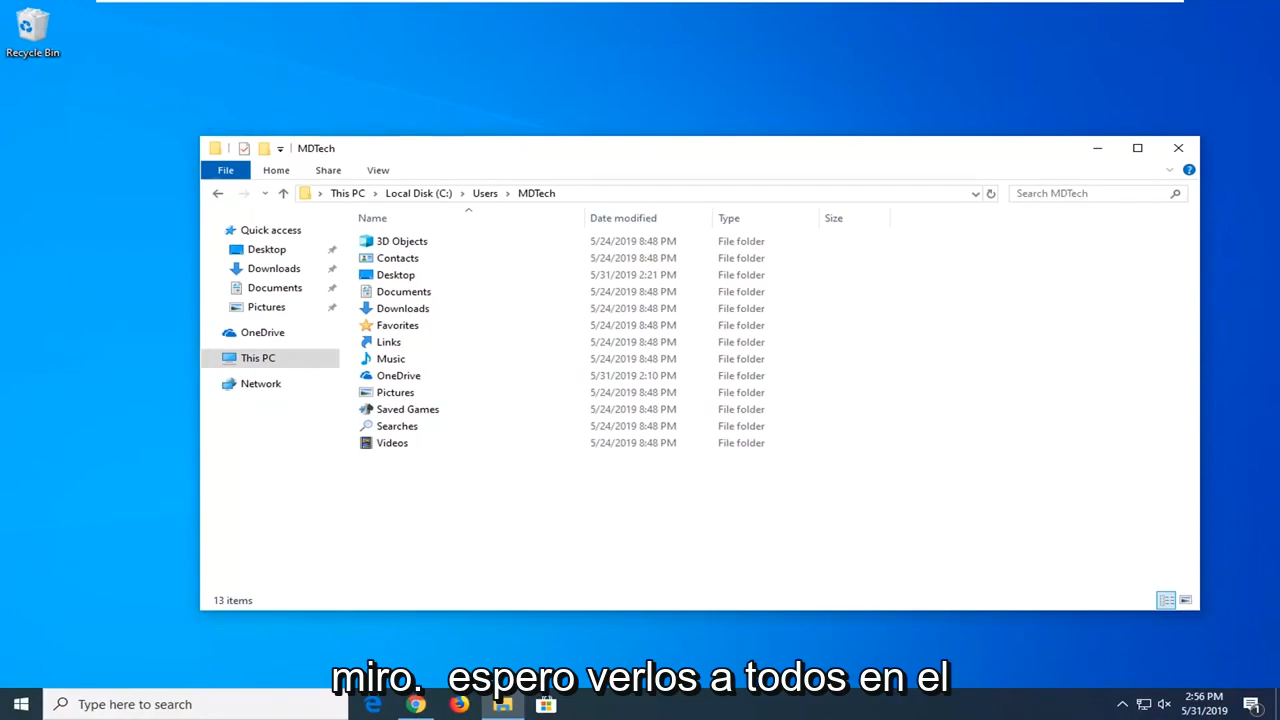 Recycle Bin
MDTech
File Home Share View
This PC Local Disk (C:) Users MDTech Search MDTech
Name Date modified Type Size
Quick access
Desktop
Downloads
Documents
Pictures
OneDrive
This PC
Network
3D Objects 5/24/2019 8:48 PM File folder
Contacts 5/24/2019 8:48 PM File folder
Desktop 5/31/2019 2:21 PM File folder
Documents 5/24/2019 8:48 PM File folder
Downloads 5/24/2019 8:48 PM File folder
Favorites 5/24/2019 8:48 PM File folder
Links 5/24/2019 8:48 PM File folder
Music 5/24/2019 8:48 PM File folder
OneDrive 5/31/2019 2:10 PM File folder
Pictures 5/24/2019 8:48 PM File folder
Saved Games 5/24/2019 8:48 PM File folder
Searches 5/24/2019 8:48 PM File folder
Videos 5/24/2019 8:48 PM File folder
13 items
miro, espero verlos a todos en el
Type here to search
2:56 PM
5/31/2019
1